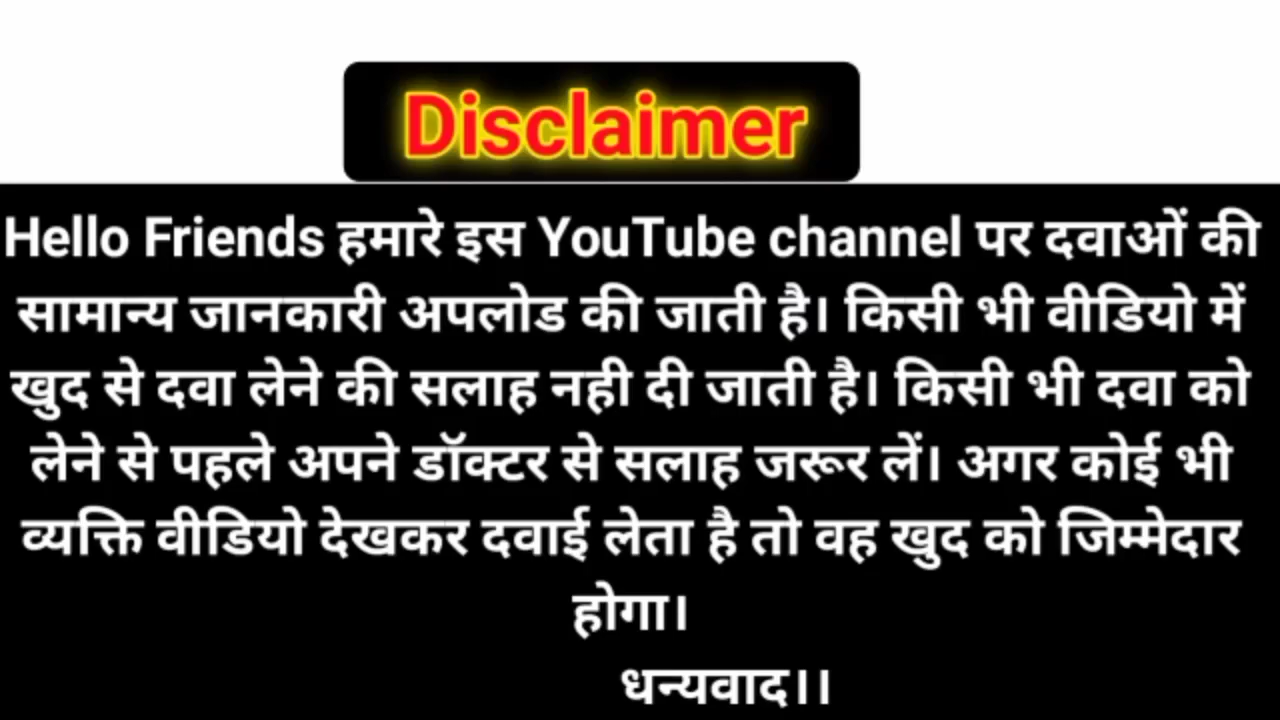 Disclaimer
Hello Friends हमारे इस YouTube channel पर दवाओं की
सामान्य जानकारी अपलोड की जाती है। किसी भी वीडियो में
खुद से दवा लेने की सलाह नही दी जाती है। किसी भी दवा को
लेने से पहले अपने डॉक्टर से सलाह जरूर लें। अगर कोई भी
व्यक्ति वीडियो देखकर दवाई लेता है तो वह खुद को जिम्मेदार
होगा।
धन्यवाद।।